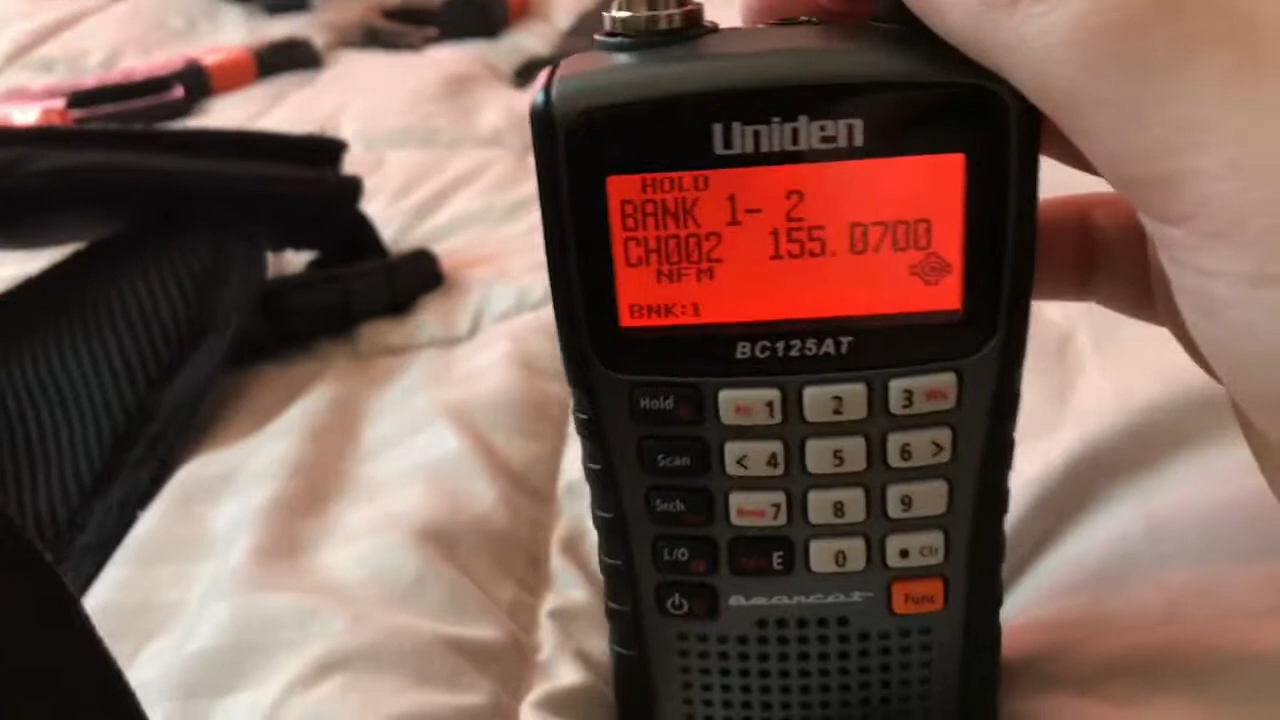 Uniden
HOLD
BANK 1- 2
CH002 155.0700
NFM
BNK:1
BC125AT
Hold 1 2 3
Scan < 4 5 6 >
Srch 7 8 9
L/O E 0 • Clr
Bearcat Func